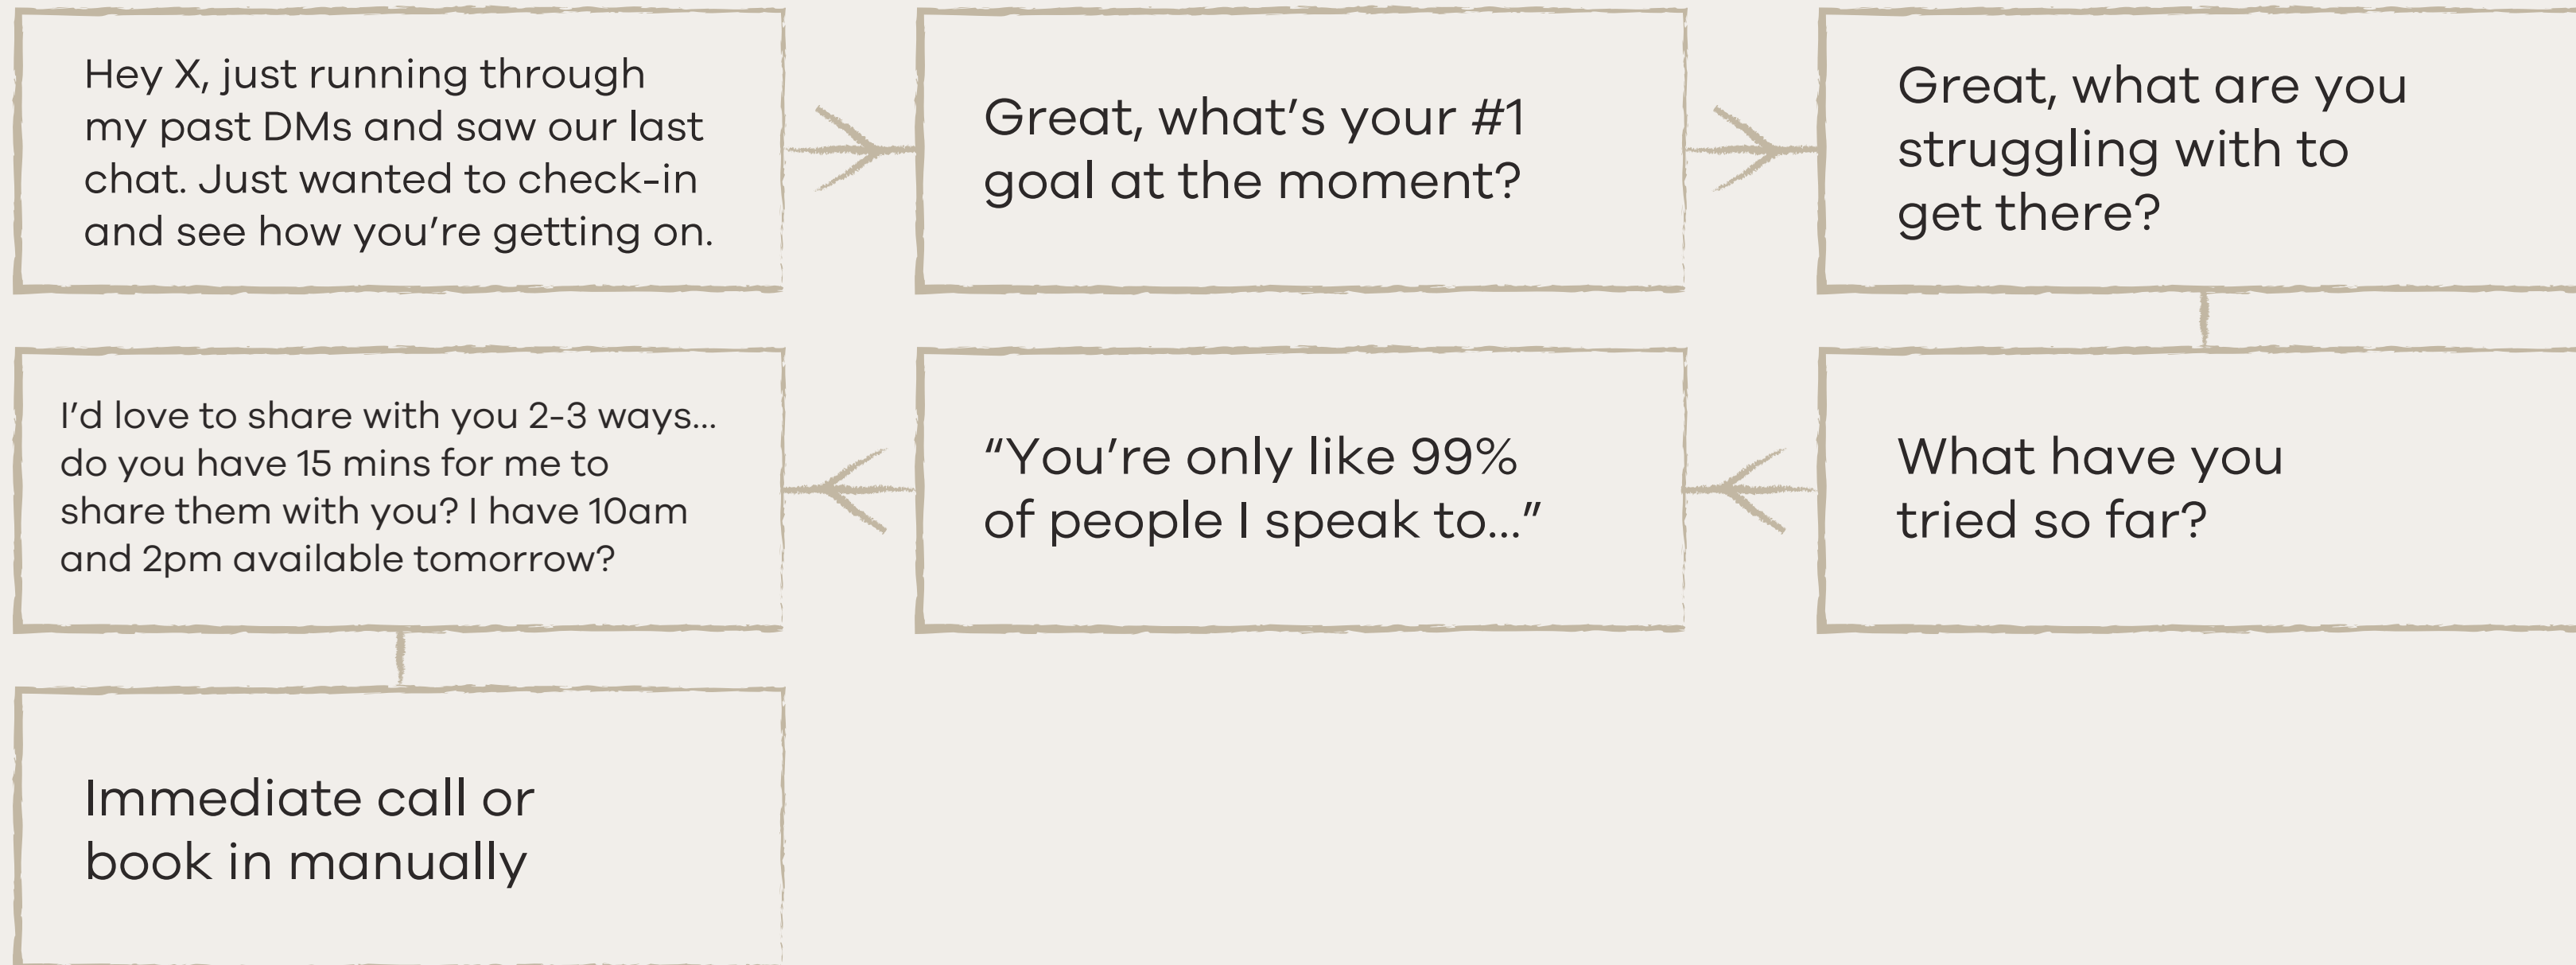 Hey X, just running through
my past DMs and saw our last
chat. Just wanted to check-in
and see how you’re getting on.
Great, what’s your #1
goal at the moment?
Great, what are you
struggling with to
get there?
What have you
tried so far?
“You’re only like 99%
of people I speak to...”
I’d love to share with you 2-3 ways...
do you have 15 mins for me to
share them with you? I have 10am
and 2pm available tomorrow?
Immediate call or
book in manually